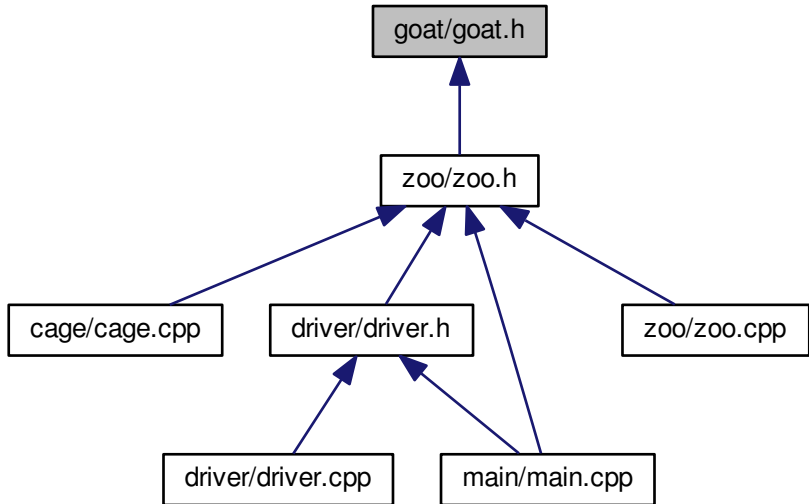 goat/goat.h
zoo/zoo.h
cage/cage.cpp
driver/driver.h
zoo/zoo.cpp
driver/driver.cpp
main/main.cpp